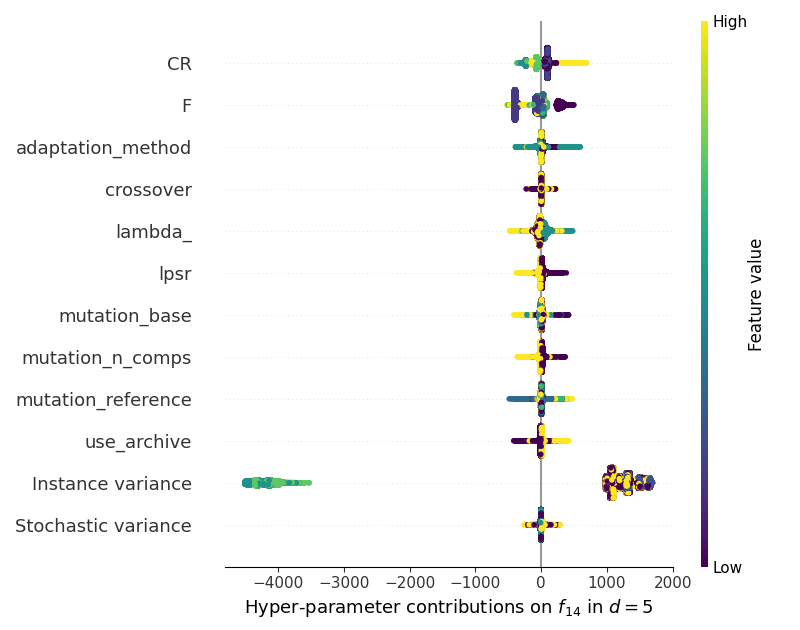 High
CR
F
adaptation_method
crossover
lambda_
lpsr
mutation_base
mutation_n_comps
mutation_reference
use_archive
Instance variance
Stochastic variance
Feature value
Low
−4000 −3000 −2000 −1000 0 1000 2000
Hyper-parameter contributions on f14 in d = 5